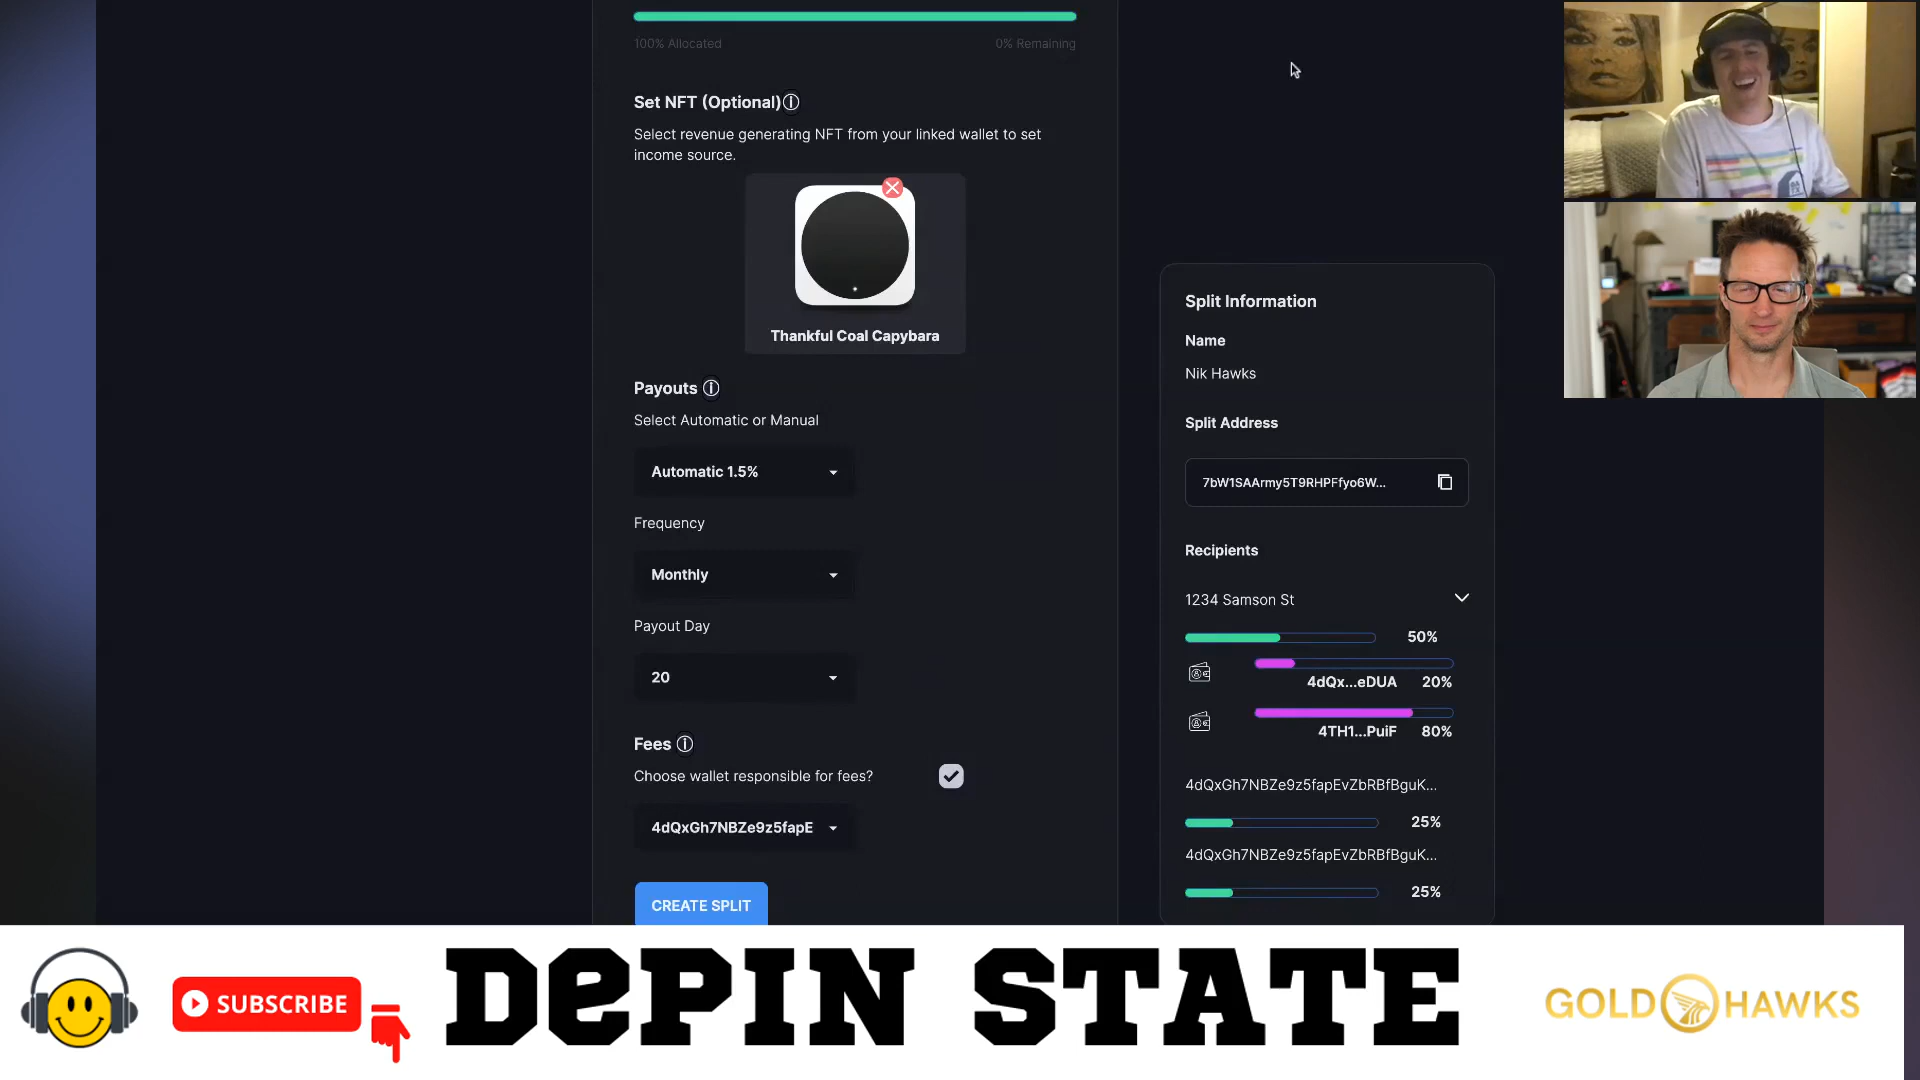 100% Allocated
0% Remaining
Set NFT (Optional)
Select revenue generating NFT from your linked wallet to set
income source.
Thankful Coal Capybara
Payouts
Select Automatic or Manual
Automatic 1.5%
Frequency
Monthly
Payout Day
20
Fees
Choose wallet responsible for fees?
4dQxGh7NBZe9z5fapE
CREATE SPLIT
Split Information
Name
Nik Hawks
Split Address
7bW1SAArmy5T9RHPFfyo6W...
Recipients
1234 Samson St
50%
4dQx...eDUA 20%
4TH1...PuiF 80%
4dQxGh7NBZe9z5fapEvZbRBfBguK...
25%
4dQxGh7NBZe9z5fapEvZbRBfBguK...
25%
SUBSCRIBE
DePIN STATE
GOLD HAWKS